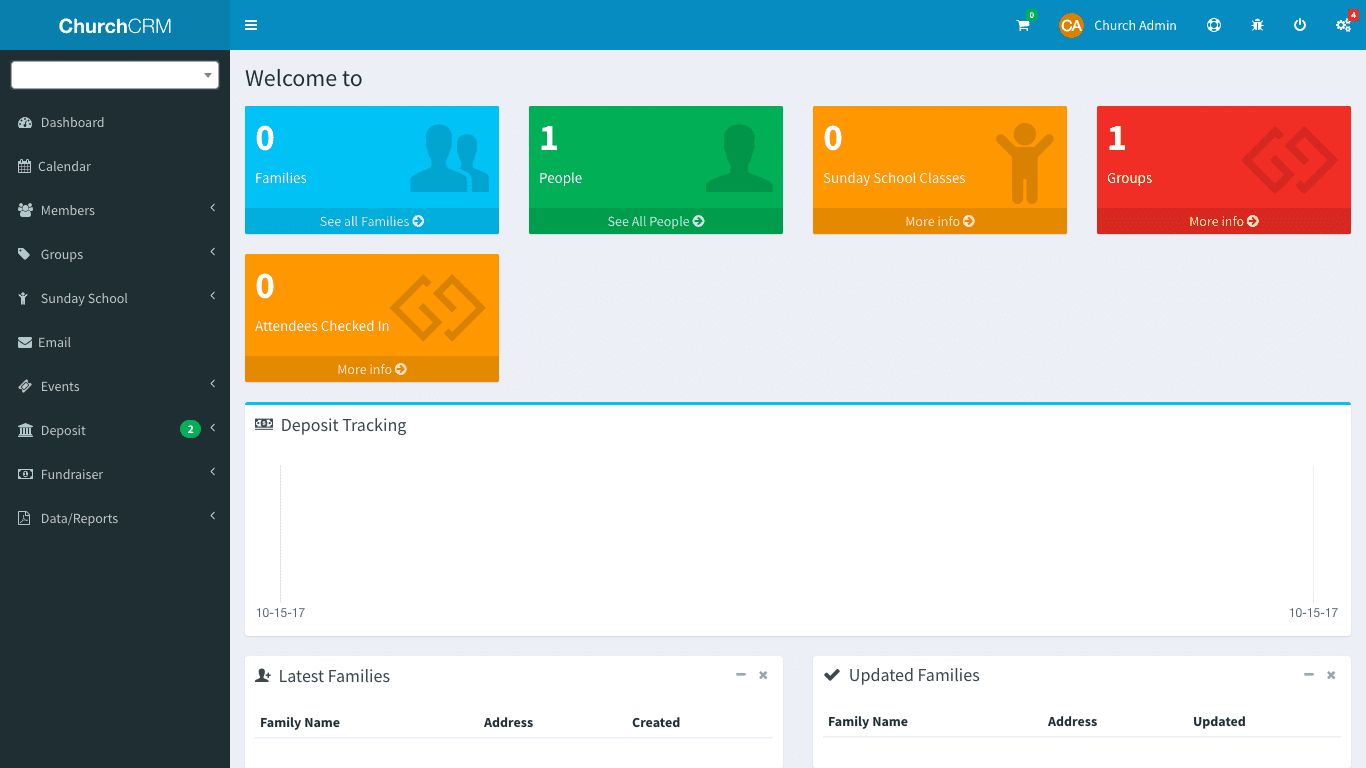 ChurchCRM
0
CA
Church Admin
4
Dashboard
Calendar
Members
Groups
Sunday School
Email
Events
Deposit
2
Fundraiser
Data/Reports
Welcome to
0
Families
See all Families
1
People
See All People
0
Sunday School Classes
More info
1
Groups
More info
0
Attendees Checked In
More info
Deposit Tracking
10-15-17
10-15-17
Latest Families
Family Name Address Created
Updated Families
Family Name Address Updated